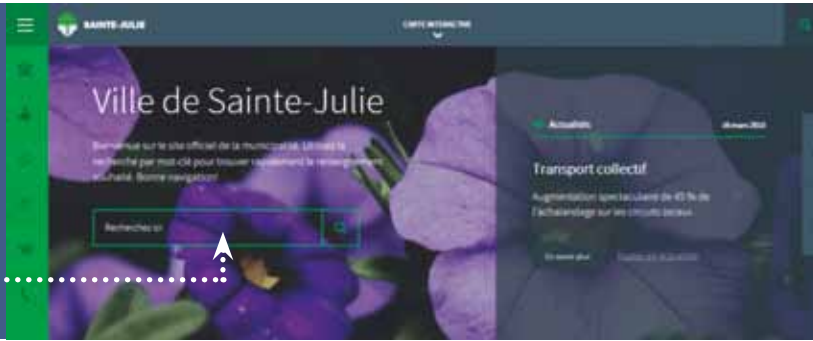 SAINTE-JULIE
CARTE INTERACTIVE
Ville de Sainte-Julie
Bienvenue sur le site officiel de la municipalité. Utilisez la
recherche par mot-clé pour trouver rapidement le renseignement
souhaité. Bonne navigation!
Recherchez ici
Actualités
Transport collectif
Augmentation spectaculaire de 45 % de
l'achalandage sur les circuits locaux
En savoir plus